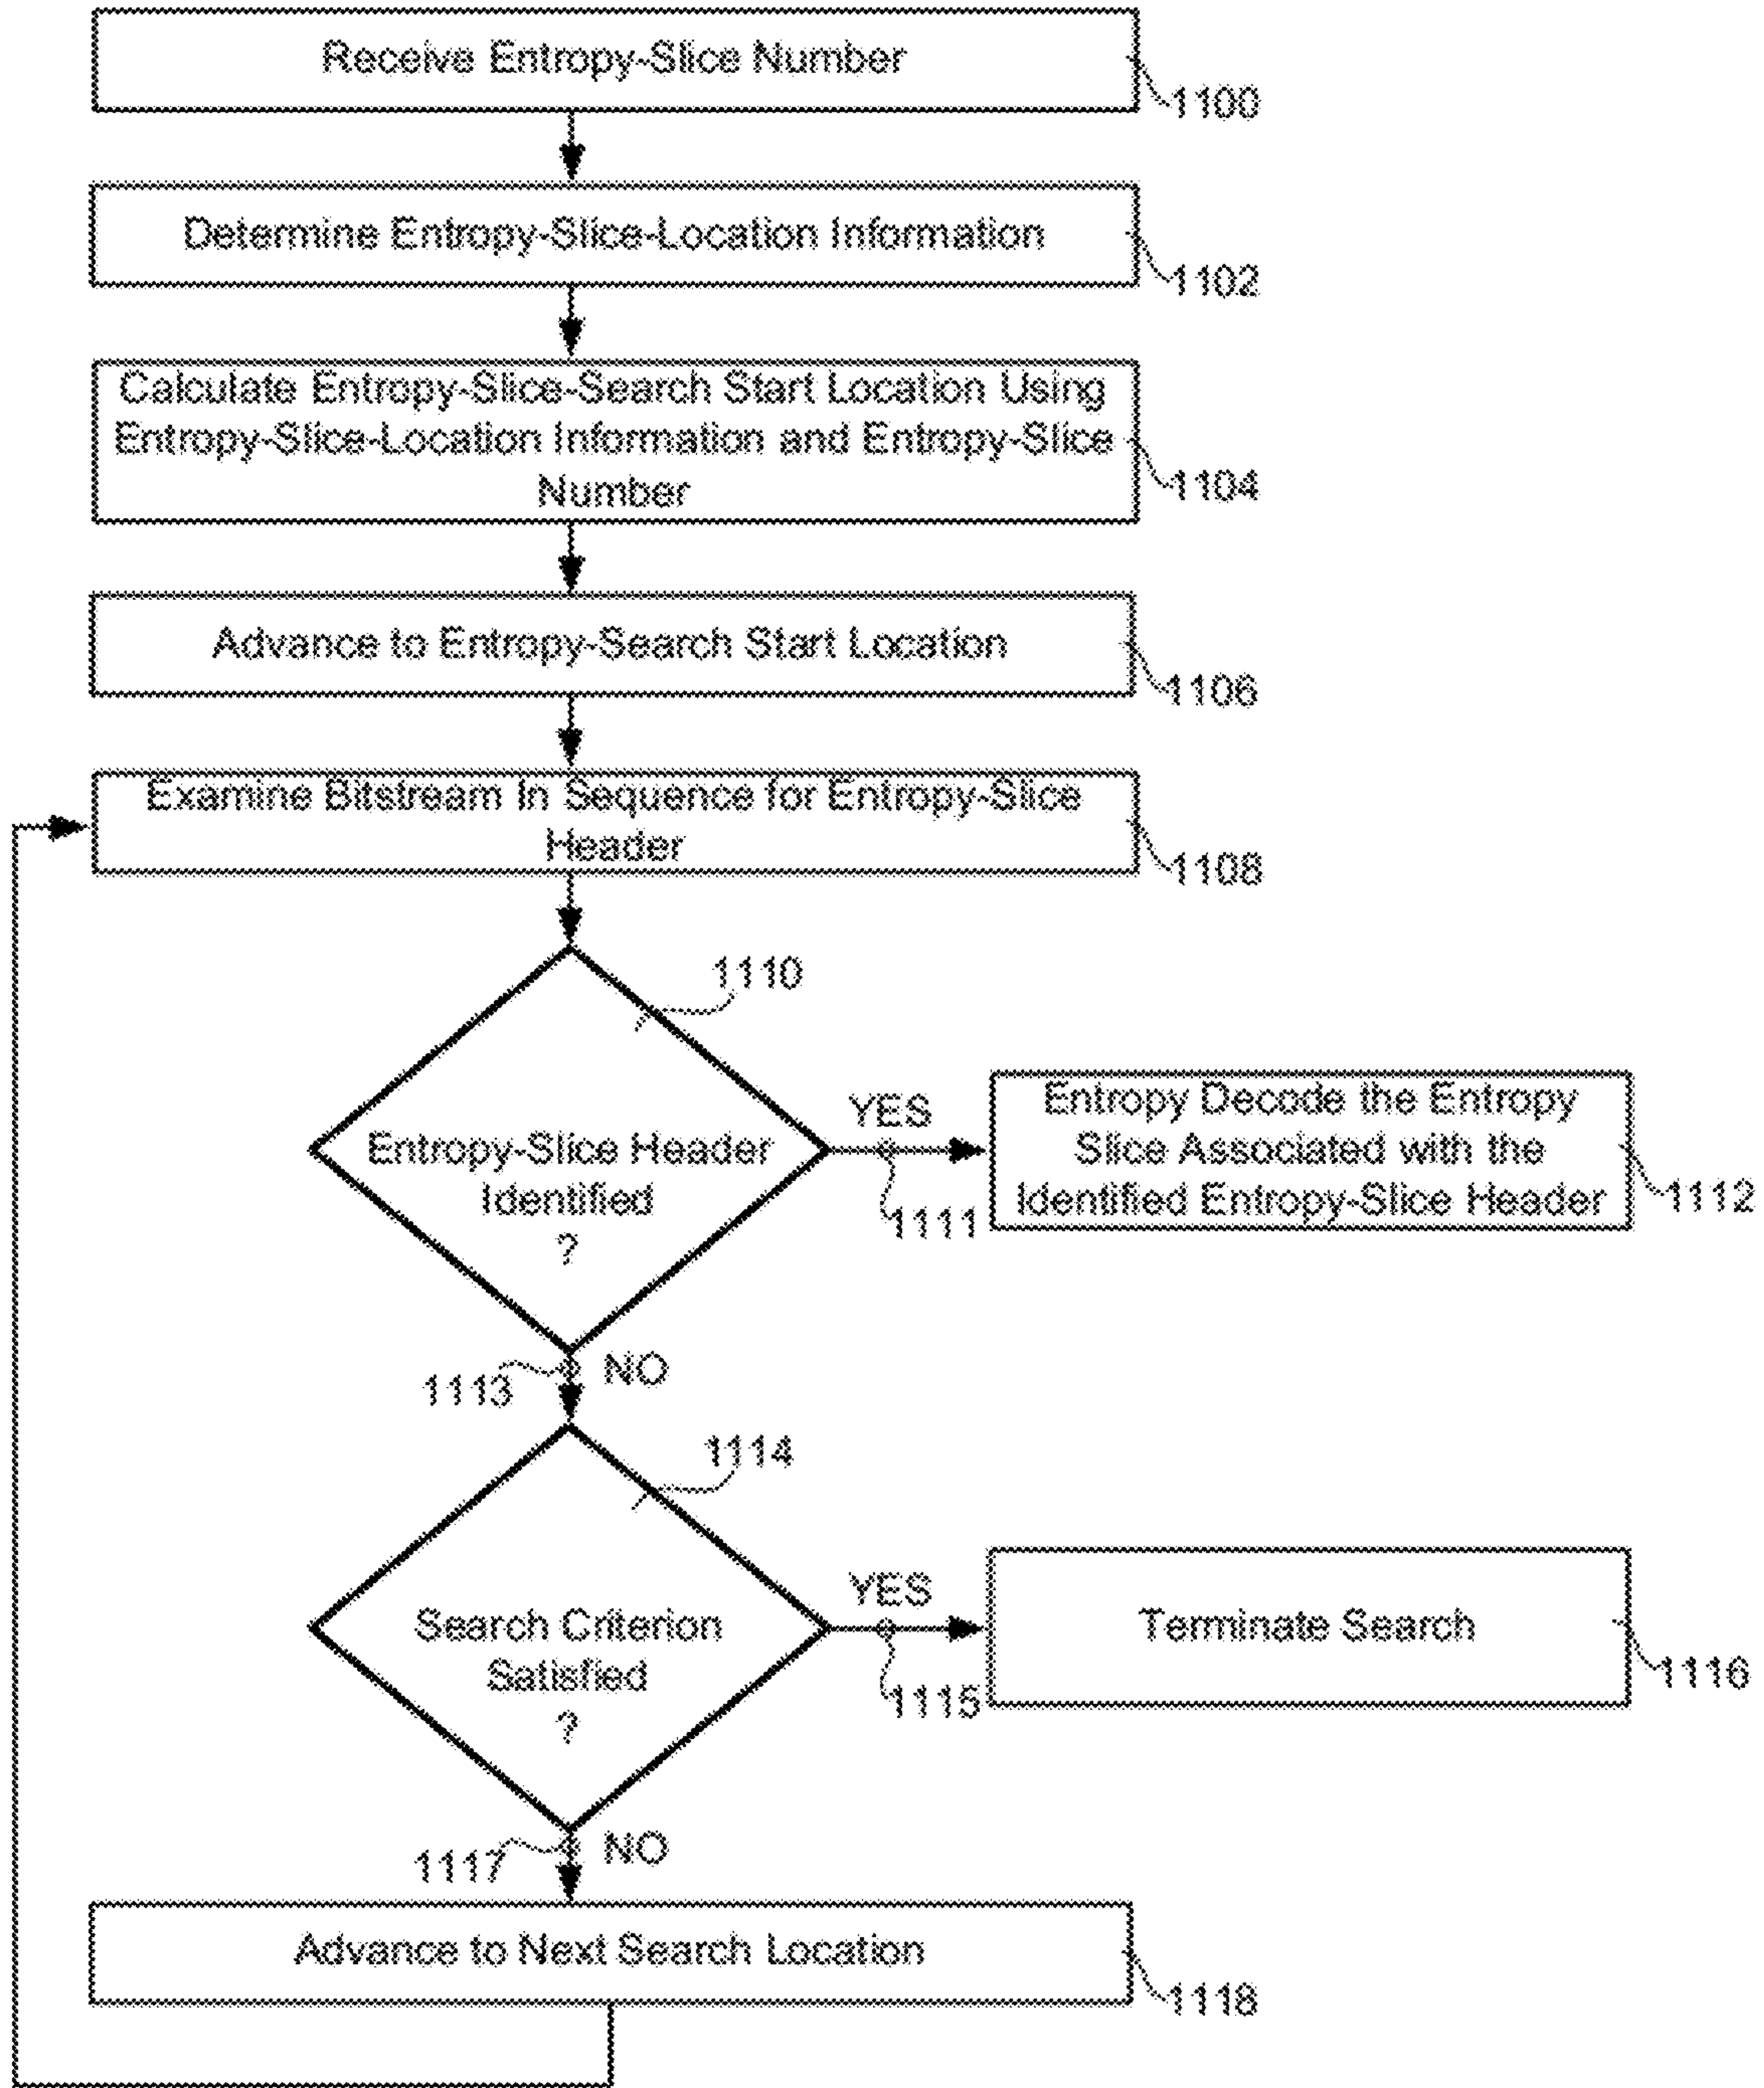 Receive Entropy-Slice Number
1100
Determine Entropy-Slice-Location Information
1102
Calculate Entropy-Slice-Search Start Location Using
Entropy-Slice-Location Information and Entropy-Slice
Number
1104
Advance to Entropy-Search Start Location
1106
Examine Bitstream In Sequence for Entropy-Slice
Header
1108
1110
Entropy-Slice Header
Identified
?
YES
1111
Entropy Decode the Entropy
Slice Associated with the
Identified Entropy-Slice Header
1112
1113
NO
1114
Search Criterion
Satisfied
?
YES
1115
Terminate Search
1116
1117
NO
Advance to Next Search Location
1118